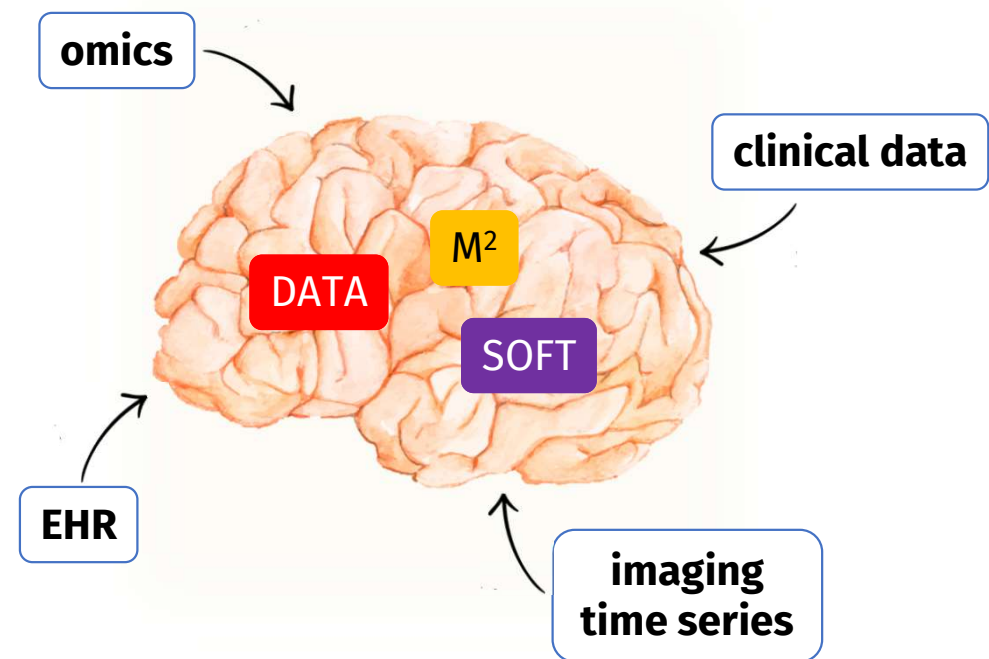 omics
clinical data
M²
DATA
SOFT
EHR
imaging
time series